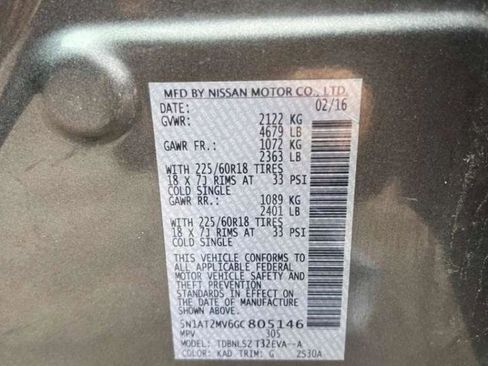 MFD BY NISSAN MOTOR CO., LTD.
DATE: 02/16
GVWR: 2122 KG
4679 LB
GAWR FR.: 1072 KG
2363 LB
WITH 225/60R18 TIRES
18 X 7J RIMS AT 33 PSI
COLD SINGLE
GAWR RR.: 1089 KG
2401 LB
WITH 225/60R18 TIRES
18 X 7J RIMS AT 33 PSI
COLD SINGLE
THIS VEHICLE CONFORMS TO
ALL APPLICABLE FEDERAL
MOTOR VEHICLE SAFETY AND
THEFT PREVENTION
STANDARDS IN EFFECT ON
THE DATE OF MANUFACTURE
SHOWN ABOVE.
5N1AT2MV6GC805146
MPV 305
MODEL: TDBNLS2 T32EVA--A
COLOR: KAD TRIM: G 2530A